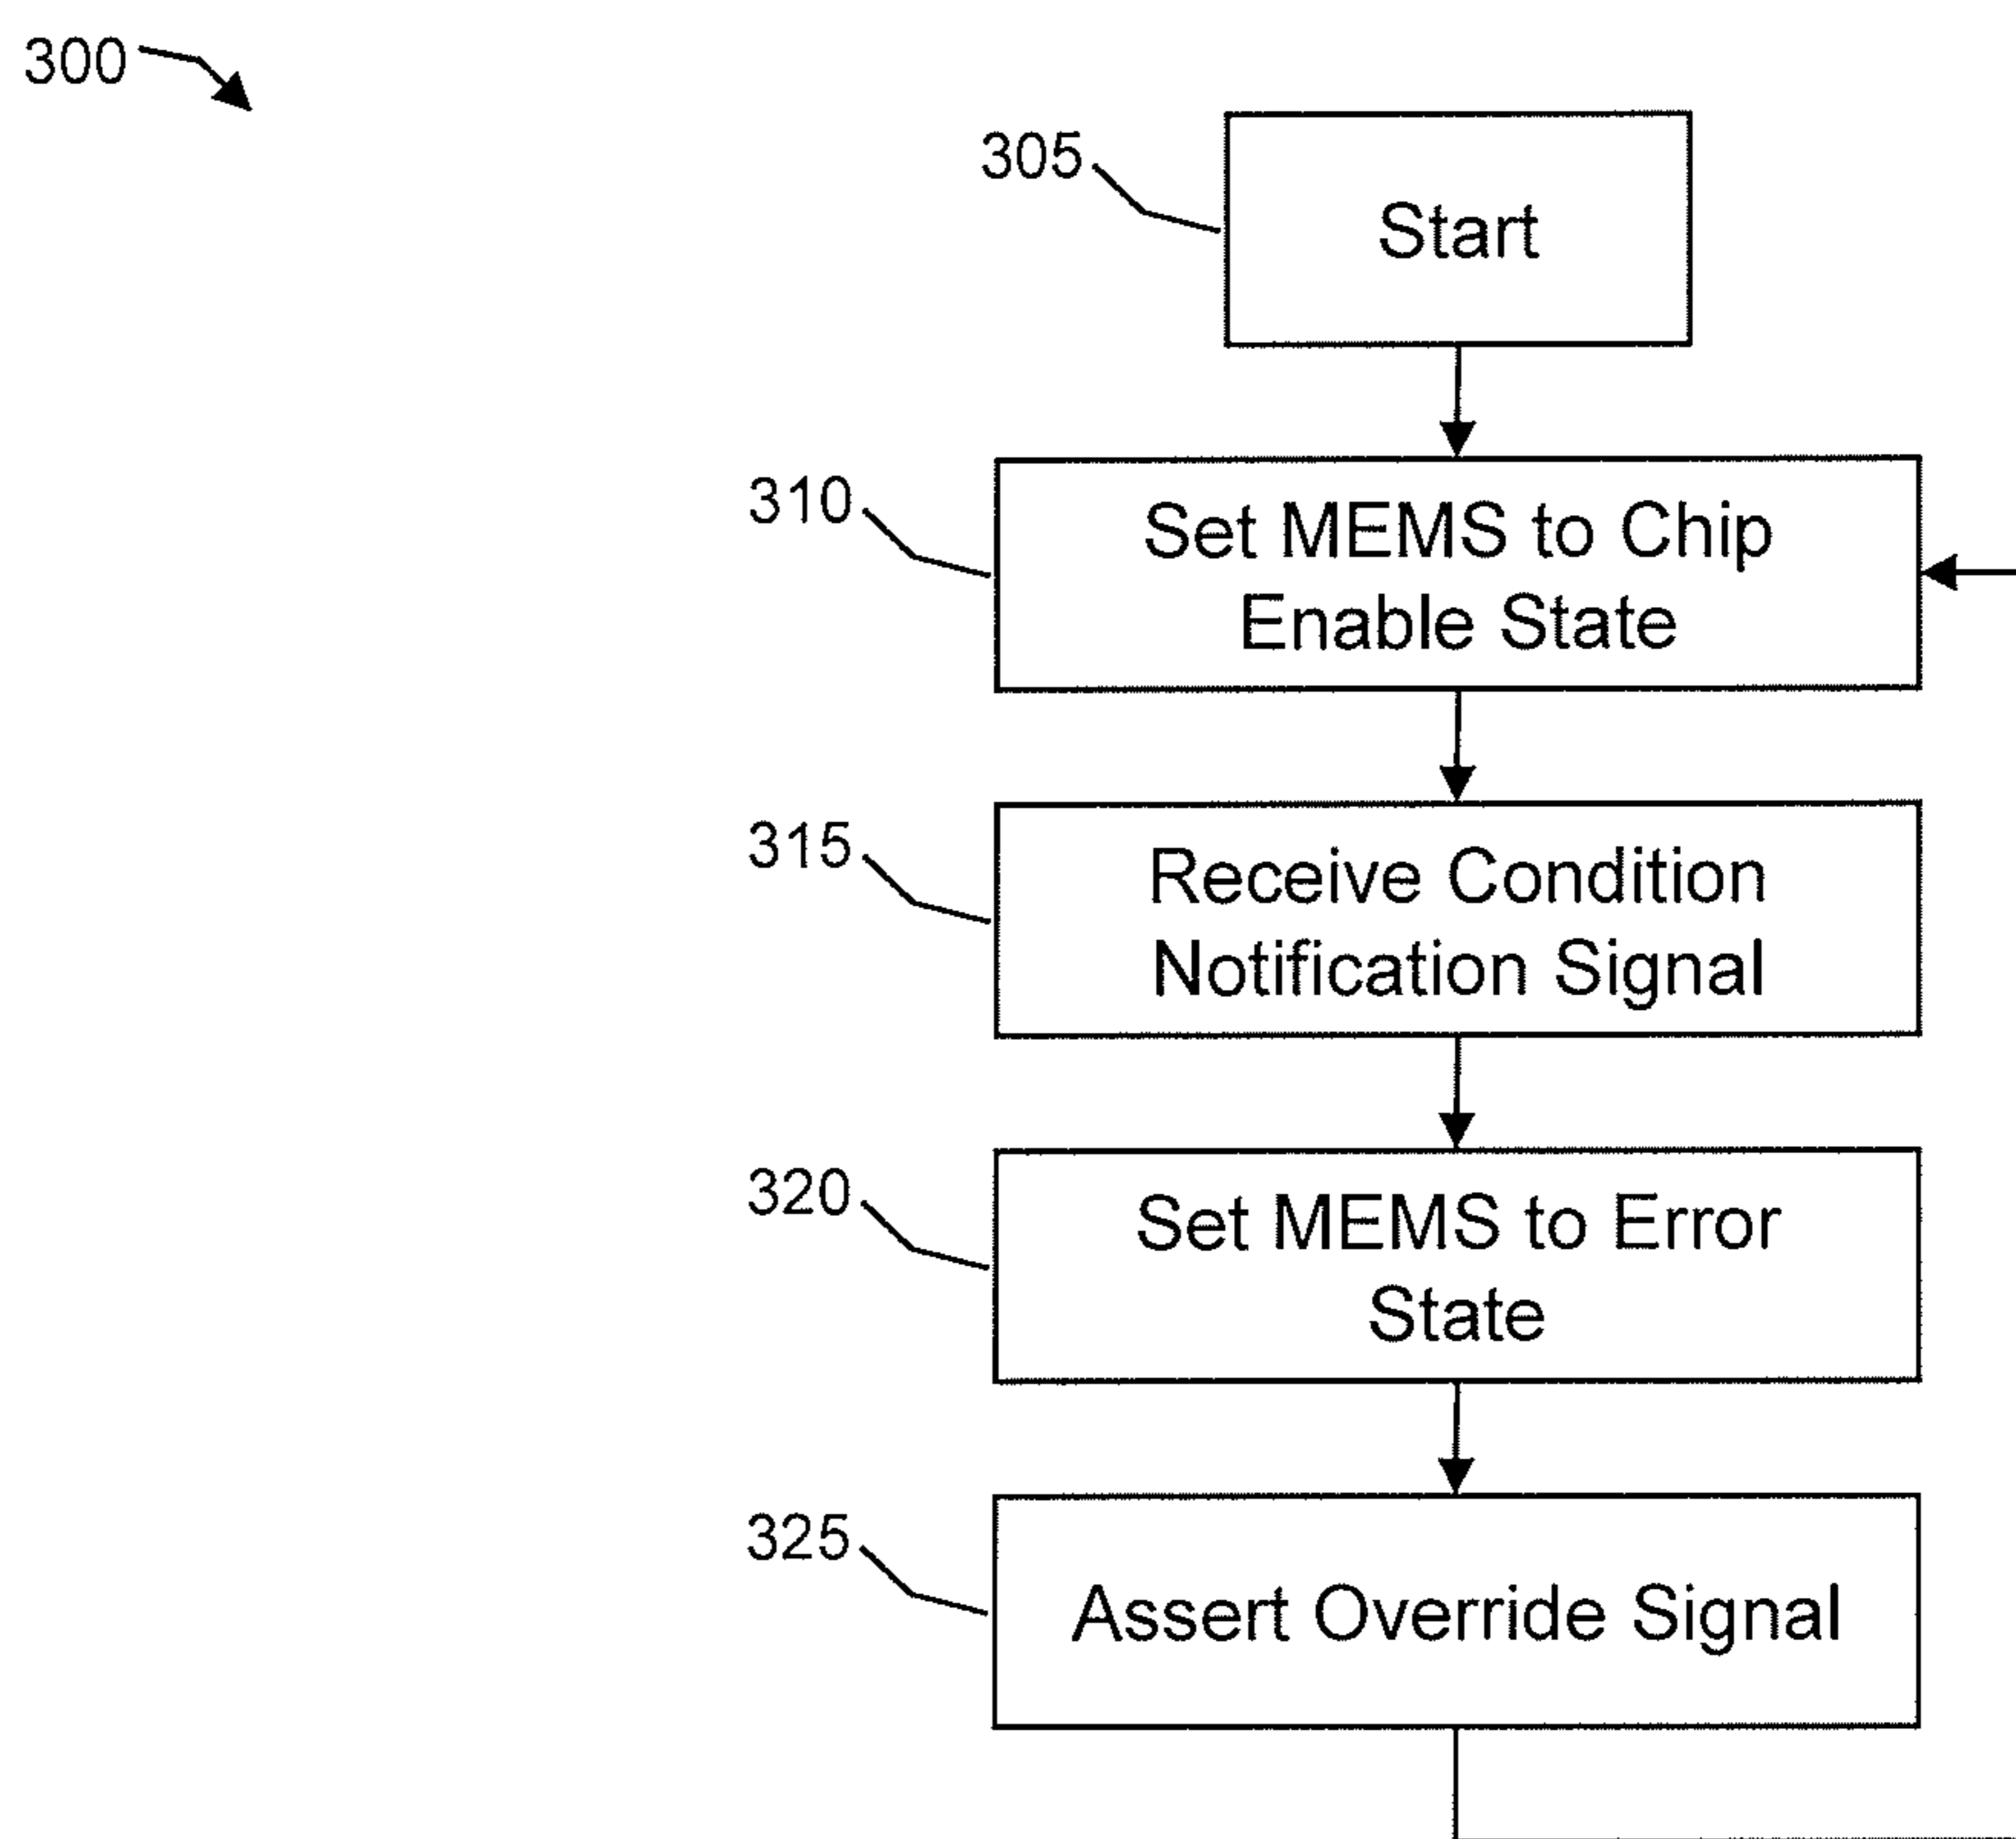 300
305
Start
310
Set MEMS to Chip
Enable State
315
Receive Condition
Notification Signal
320
Set MEMS to Error
State
325
Assert Override Signal